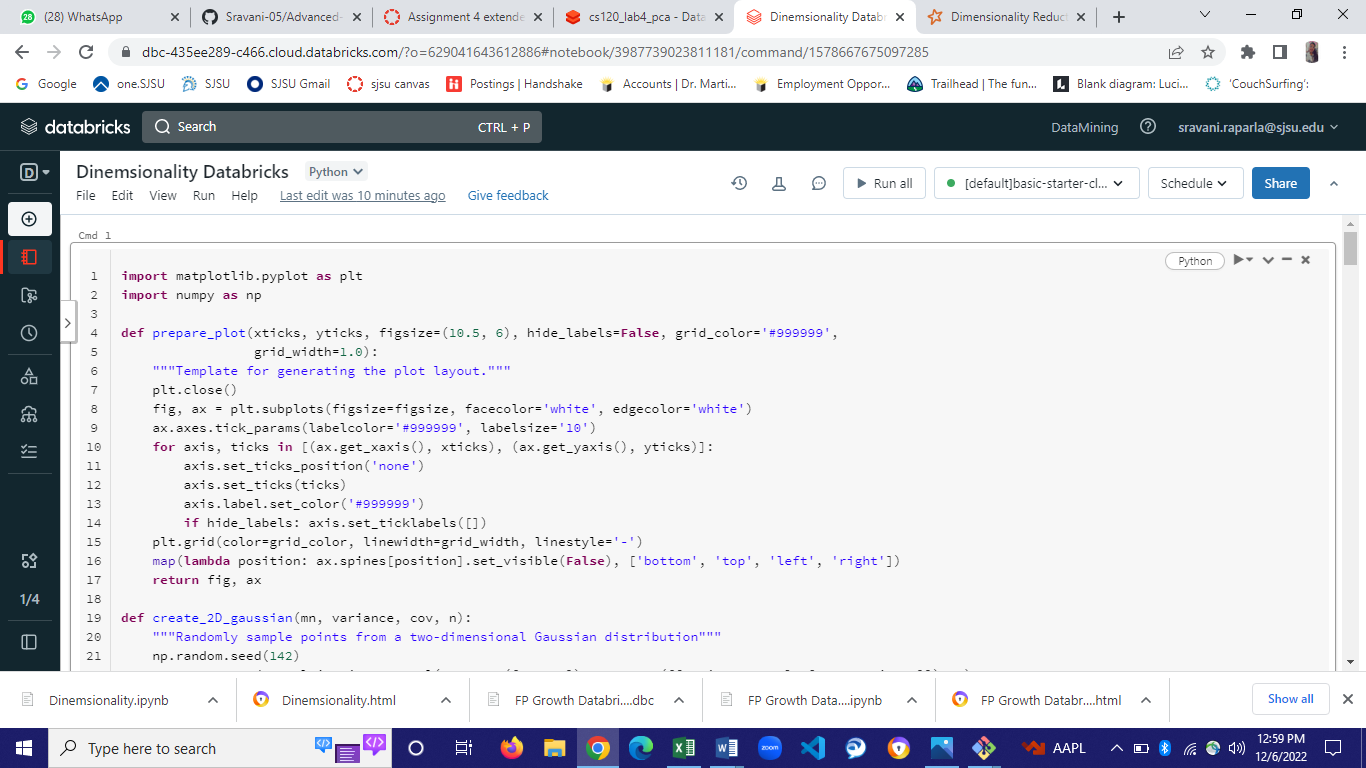 (28) WhatsApp
Sravani-05/Advanced-
Assignment 4 extende
cs120_lab4_pca - Data
Dinemsionality Datab
Dimensionality Reduct
dbc-435ee289-c466.cloud.databricks.com/?o=629041643612886#notebook/3987739023811181/command/1578667675097285
Google
one.SJSU
SJSU
SJSU Gmail
sjsu canvas
Postings | Handshake
Accounts | Dr. Marti...
Employment Oppor...
Trailhead | The fun...
Blank diagram: Luci...
'CouchSurfing':
databricks
Search
CTRL + P
DataMining
sravani.raparla@sjsu.edu
D
Dinemsionality Databricks
Python
File Edit View Run Help Last edit was 10 minutes ago Give feedback
Run all
[default]basic-starter-cl...
Schedule
Share
Cmd 1
Python
1 import matplotlib.pyplot as plt
2 import numpy as np
3
4 def prepare_plot(xticks, yticks, figsize=(10.5, 6), hide_labels=False, grid_color='#999999',
5 grid_width=1.0):
6 """Template for generating the plot layout."""
7 plt.close()
8 fig, ax = plt.subplots(figsize=figsize, facecolor='white', edgecolor='white')
9 ax.axes.tick_params(labelcolor='#999999', labelsize='10')
10 for axis, ticks in [(ax.get_xaxis(), xticks), (ax.get_yaxis(), yticks)]:
11 axis.set_ticks_position('none')
12 axis.set_ticks(ticks)
13 axis.label.set_color('#999999')
14 if hide_labels: axis.set_ticklabels([])
15 plt.grid(color=grid_color, linewidth=grid_width, linestyle='-')
16 map(lambda position: ax.spines[position].set_visible(False), ['bottom', 'top', 'left', 'right'])
17 return fig, ax
18
19 def create_2D_gaussian(mn, variance, cov, n):
20 """Randomly sample points from a two-dimensional Gaussian distribution"""
21 np.random.seed(142)
1/4
Dinemsionality.ipynb
Dinemsionality.html
FP Growth Databri....dbc
FP Growth Data....ipynb
FP Growth Databr....html
Show all
Type here to search
zoom
AAPL
12:59 PM
12/6/2022